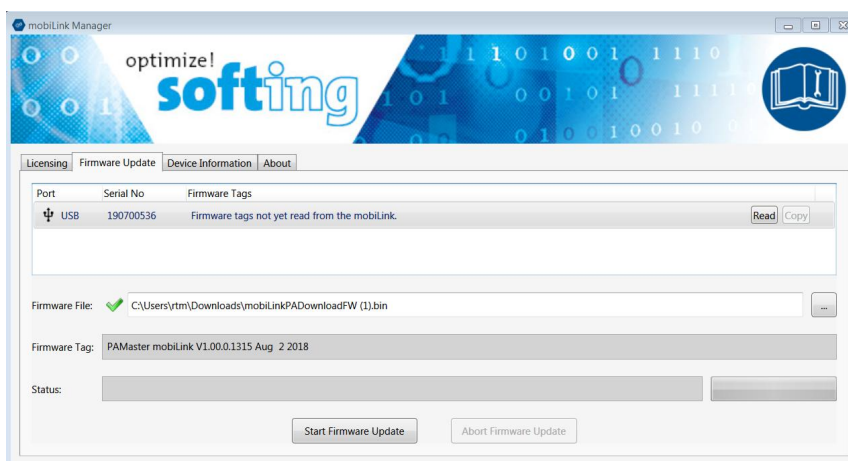 mobiLink Manager
optimize!
softing
Licensing Firmware Update Device Information About
Port Serial No Firmware Tags
USB 190700536 Firmware tags not yet read from the mobiLink. Read Copy
Firmware File: C:\Users\rtm\Downloads\mobiLinkPADownloadFW (1).bin ...
Firmware Tag: PAMaster mobiLink V1.00.0.1315 Aug  2 2018
Status:
Start Firmware Update Abort Firmware Update